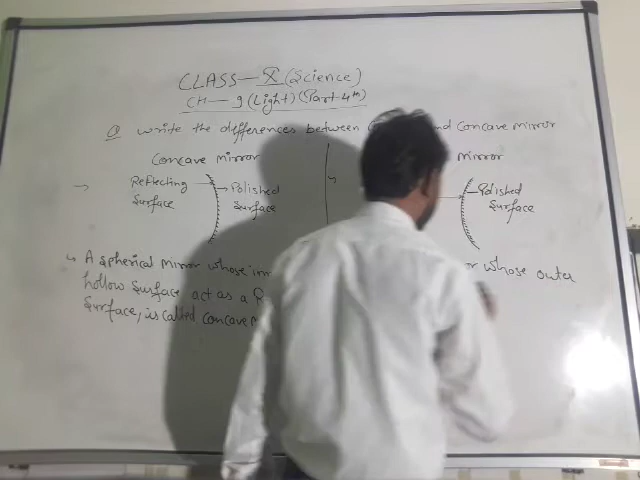 CLASS—X (Science)
CH—9 (Light) (Part-4th)
Q write the differences between and concave mirror
Concave mirror mirror
Reflecting surface Polished surface Polished surface
↳ A spherical mirror whose whose outer
hollow surface act as a
surface, is called concave